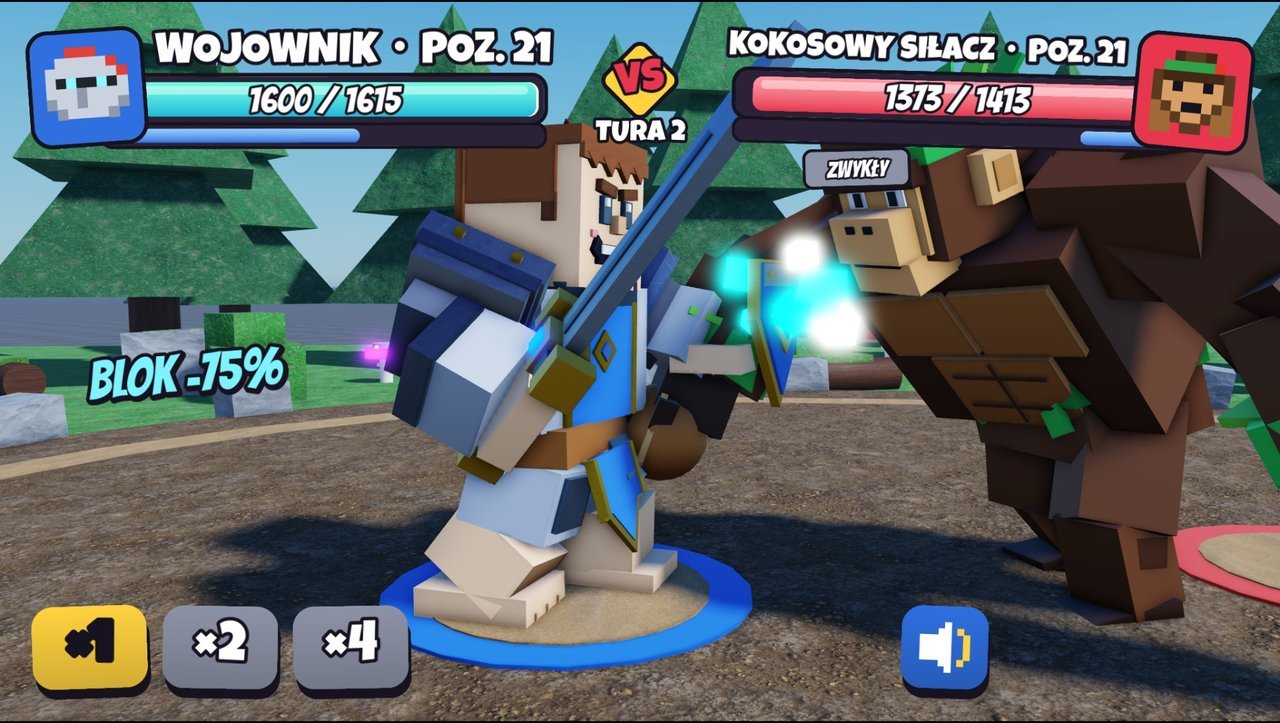 WOJOWNIK • POZ. 21
1600 / 1615
VS
TURA 2
KOKOSOWY SIŁACZ • POZ. 21
1373 / 1413
ZWYKŁY
BLOK -75%
×1
×2
×4